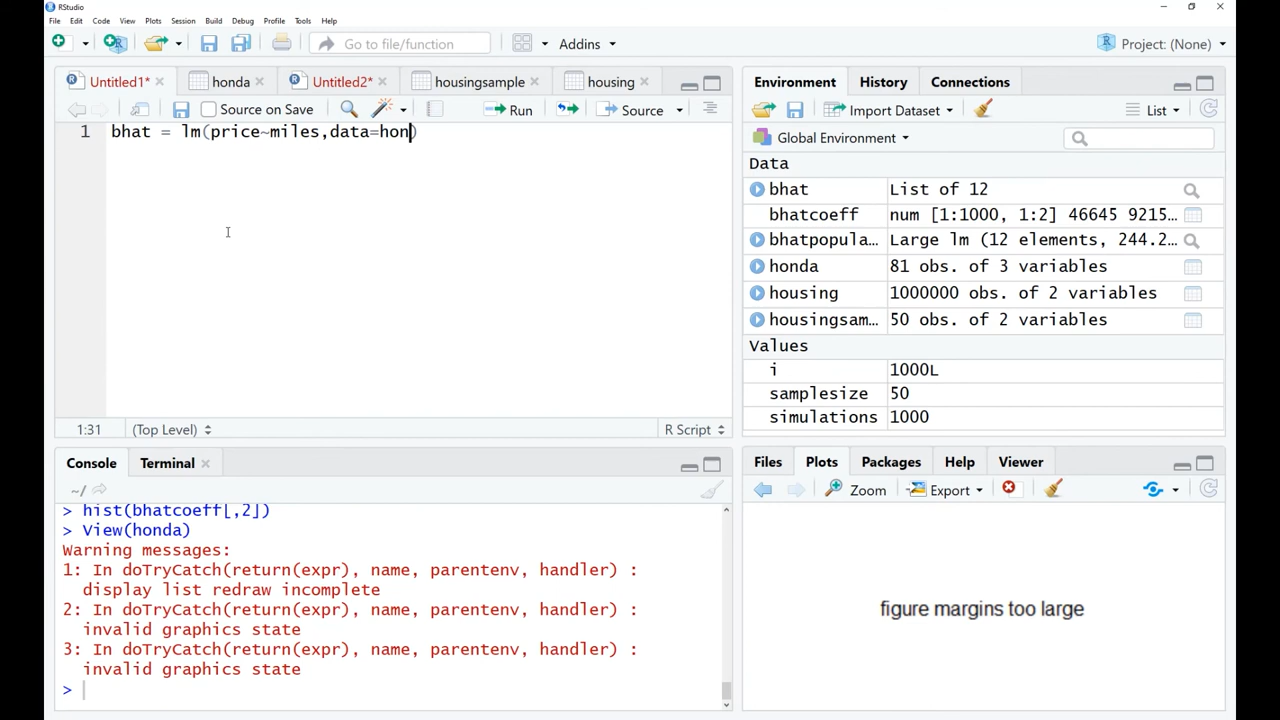 RStudio
File Edit Code View Plots Session Build Debug Profile Tools Help
Go to file/function Addins Project: (None)
Untitled1* honda Untitled2* housingsample housing
Source on Save Run Source
1 bhat = lm(price~miles,data=hon)
1:31 (Top Level) R Script
Console Terminal
~/
> hist(bhatcoeff[,2])
> View(honda)
Warning messages:
1: In doTryCatch(return(expr), name, parentenv, handler) :
display list redraw incomplete
2: In doTryCatch(return(expr), name, parentenv, handler) :
invalid graphics state
3: In doTryCatch(return(expr), name, parentenv, handler) :
invalid graphics state
>
Environment History Connections
Import Dataset List
Global Environment
Data
bhat List of 12
bhatcoeff num [1:1000, 1:2] 46645 9215…
bhatpopula… Large lm (12 elements, 244.2…
honda 81 obs. of 3 variables
housing 1000000 obs. of 2 variables
housingsam… 50 obs. of 2 variables
Values
i 1000L
samplesize 50
simulations 1000
Files Plots Packages Help Viewer
Zoom Export
figure margins too large